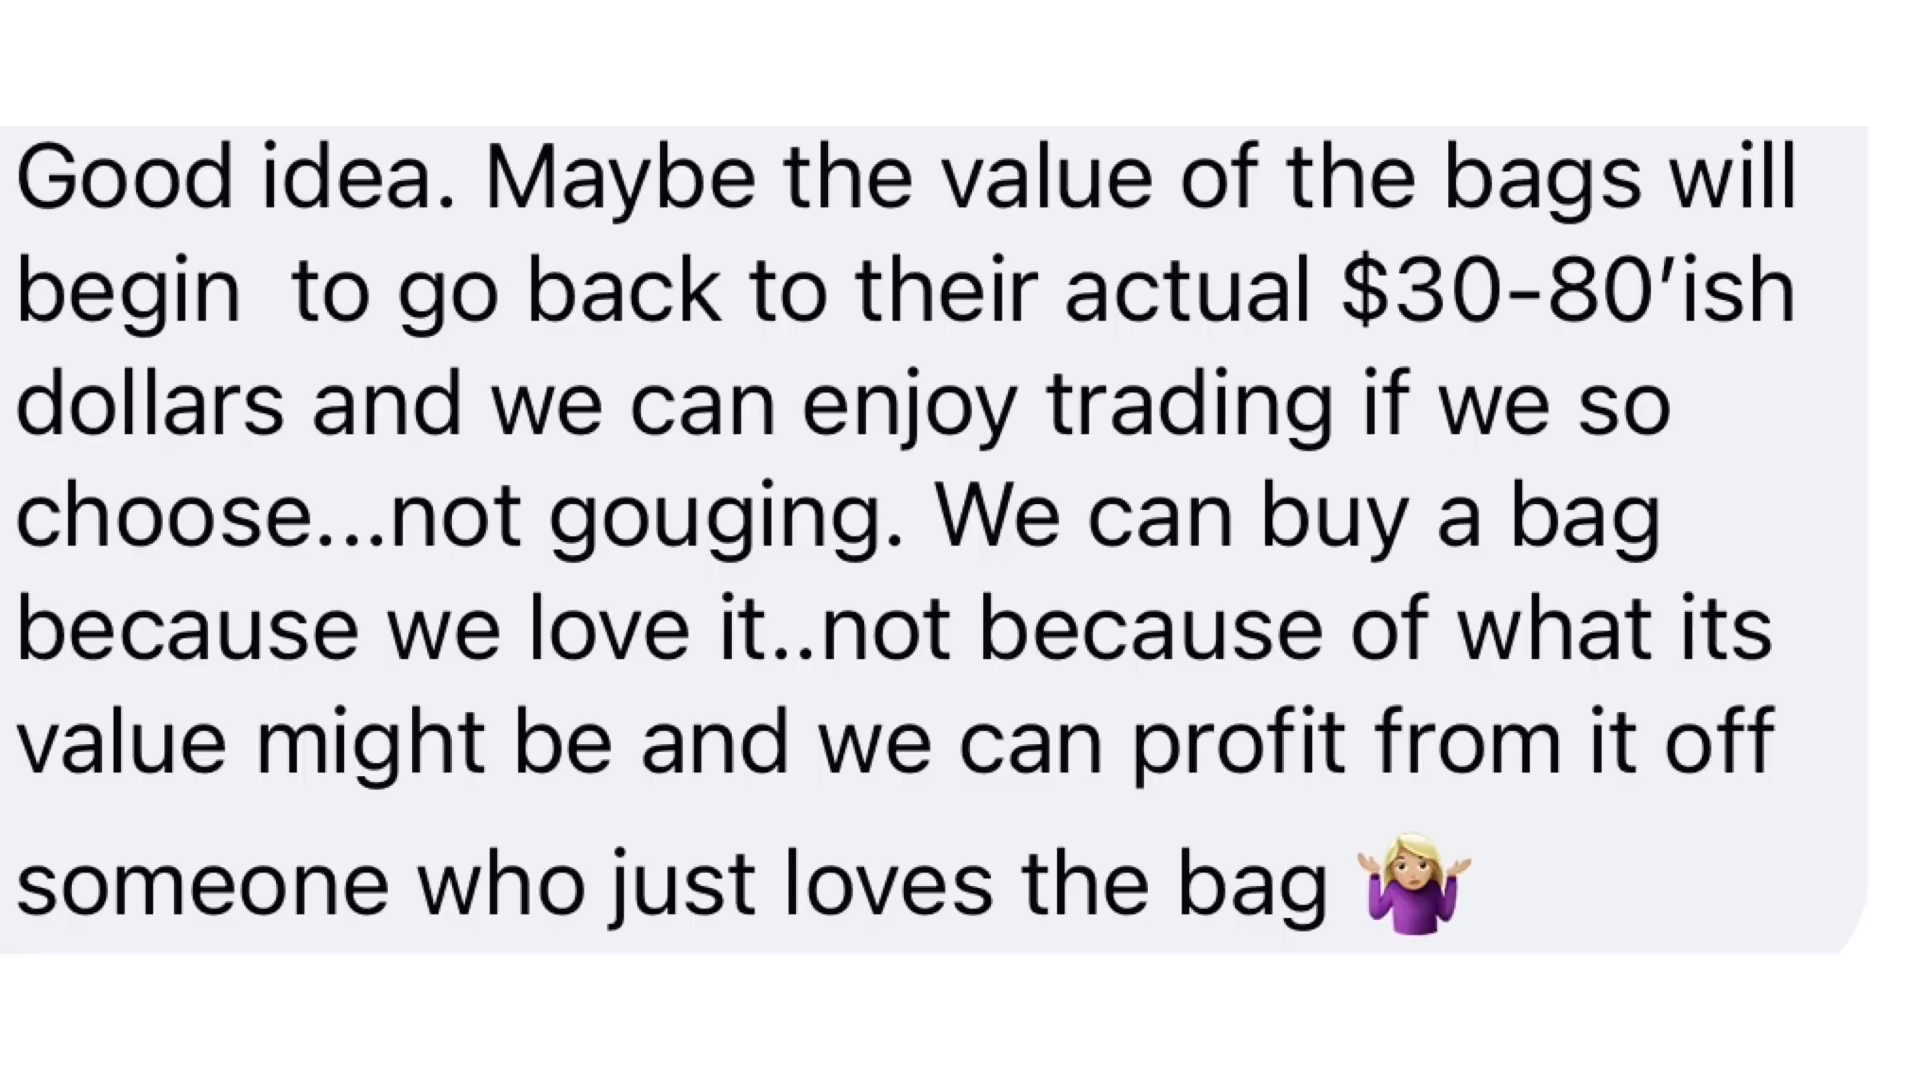 Good idea. Maybe the value of the bags will
begin  to go back to their actual $30-80’ish
dollars and we can enjoy trading if we so
choose...not gouging. We can buy a bag
because we love it..not because of what its
value might be and we can profit from it off
someone who just loves the bag 🤷🏼‍♀️